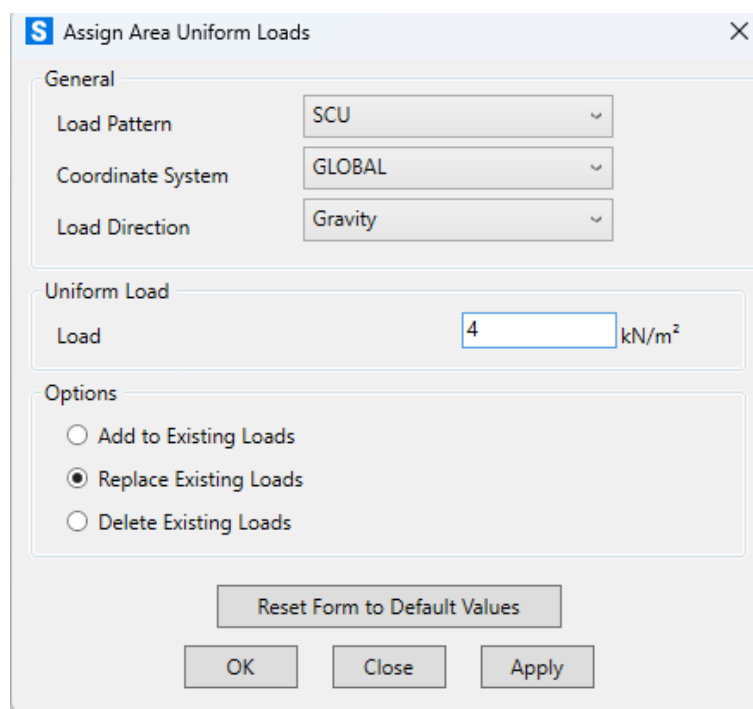 S Assign Area Uniform Loads
General
Load Pattern SCU
Coordinate System GLOBAL
Load Direction Gravity
Uniform Load
Load 4 kN/m²
Options
Add to Existing Loads
Replace Existing Loads
Delete Existing Loads
Reset Form to Default Values
OK Close Apply